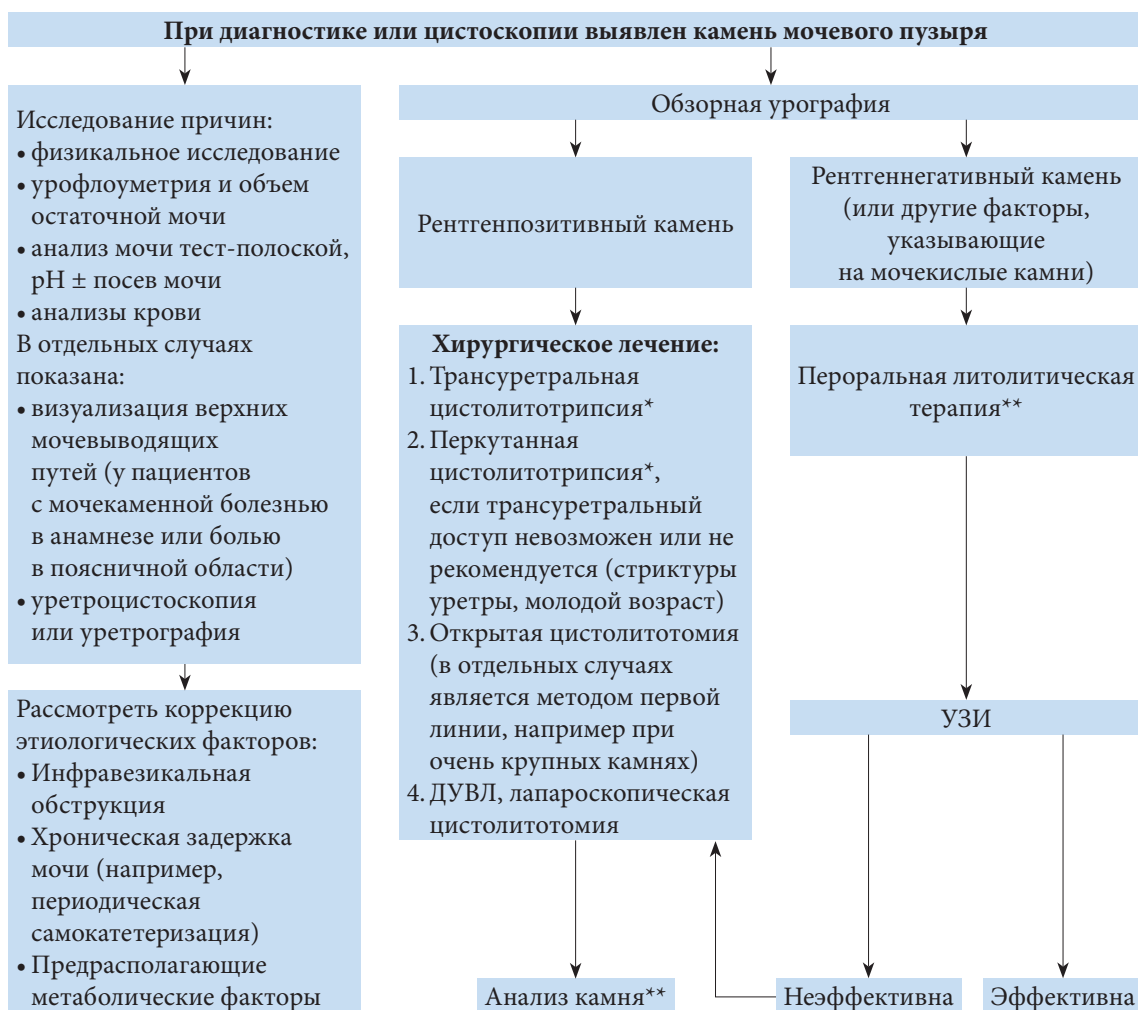 При диагностике или цистоскопии выявлен камень мочевого пузыря
Исследование причин:
• физикальное исследование
• урофлоуметрия и объем
остаточной мочи
• анализ мочи тест-полоской,
pH ± посев мочи
• анализы крови
В отдельных случаях
показана:
• визуализация верхних
мочевыводящих
путей (у пациентов
с мочекаменной болезнью
в анамнезе или болью
в поясничной области)
• уретроцистоскопия
или уретрография
Рассмотреть коррекцию
этиологических факторов:
• Инфравезикальная
обструкция
• Хроническая задержка
мочи (например,
периодическая
самокатетеризация)
• Предрасполагающие
метаболические факторы
Обзорная урография
Рентгенпозитивный камень
Рентгеннегативный камень
(или другие факторы,
указывающие
на мочекислые камни)
Хирургическое лечение:
1. Трансуретральная
цистолитотрипсия*
2. Перкутанная
цистолитотрипсия*,
если трансуретральный
доступ невозможен или не
рекомендуется (стриктуры
уретры, молодой возраст)
3. Открытая цистолитотомия
(в отдельных случаях
является методом первой
линии, например при
очень крупных камнях)
4. ДУВЛ, лапароскопическая
цистолитотомия
Пероральная литолитическая
терапия**
УЗИ
Анализ камня**
Неэффективна
Эффективна